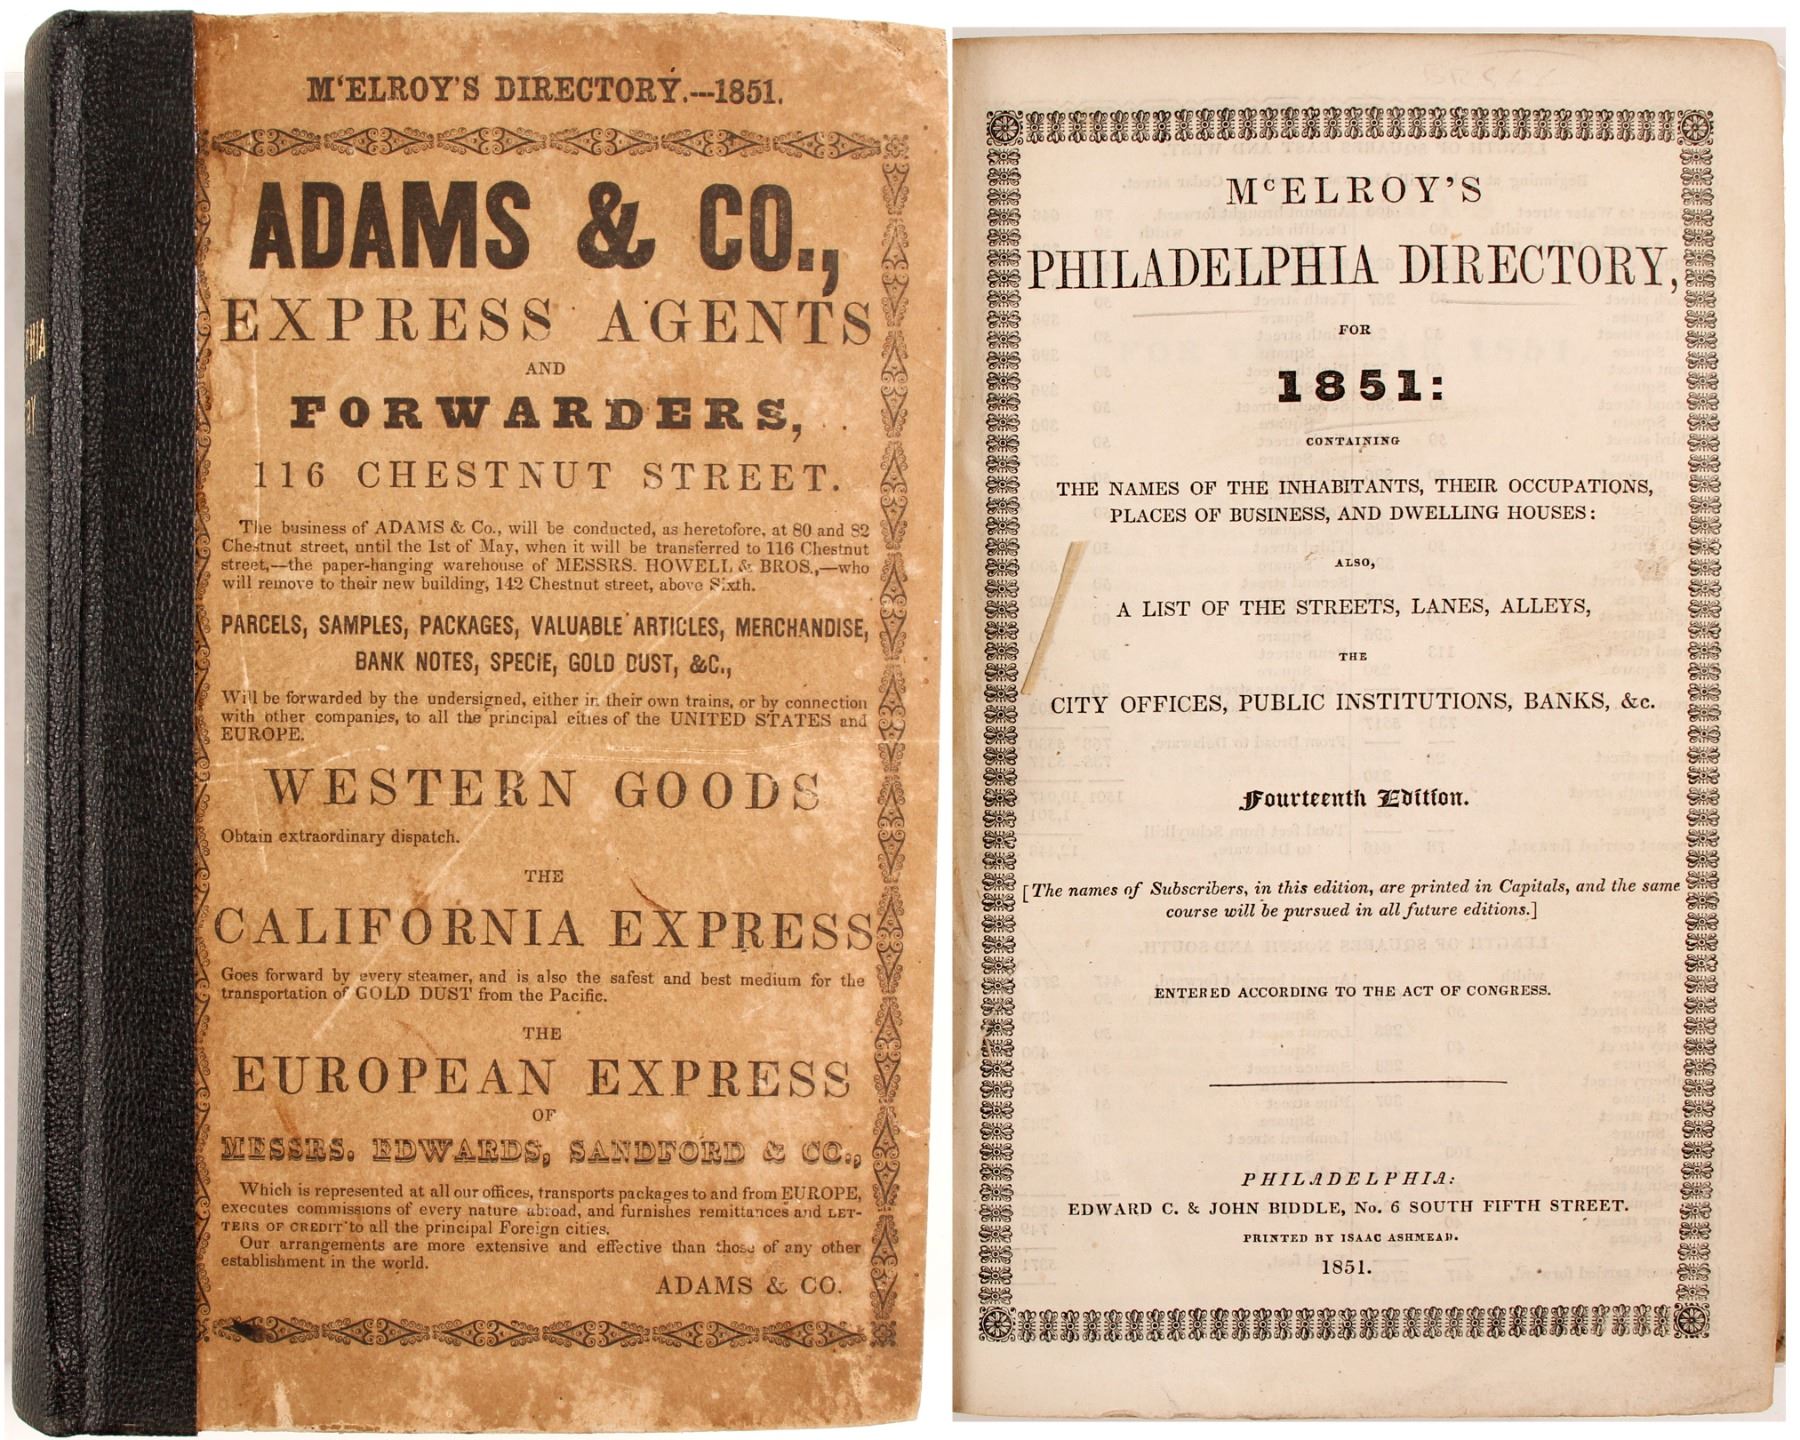 M'ELROY'S DIRECTORY.--1851.
ADAMS & CO.,
EXPRESS AGENTS
AND
FORWARDERS,
116 CHESTNUT STREET.
The business of ADAMS & Co., will be conducted, as heretofore, at 80 and 82
Chestnut street, until the 1st of May, when it will be transferred to 116 Chestnut
street,—the paper-hanging warehouse of MESSRS. HOWELL & BROS.,—who
will remove to their new building, 142 Chestnut street, above Sixth.
PARCELS, SAMPLES, PACKAGES, VALUABLE ARTICLES, MERCHANDISE,
BANK NOTES, SPECIE, GOLD DUST, &C.,
Will be forwarded by the undersigned, either in their own trains, or by connection
with other companies, to all the principal cities of the UNITED STATES and
EUROPE.
WESTERN GOODS
Obtain extraordinary dispatch.
THE
CALIFORNIA EXPRESS
Goes forward by every steamer, and is also the safest and best medium for the
transportation of GOLD DUST from the Pacific.
THE
EUROPEAN EXPRESS
OF
MESSRS. EDWARDS, SANDFORD & CO.,
Which is represented at all our offices, transports packages to and from EUROPE,
executes commissions of every nature abroad, and furnishes remittances and LET-
TERS OF CREDIT to all the principal Foreign cities.
Our arrangements are more extensive and effective than those of any other
establishment in the world.
ADAMS & CO.
McELROY'S
PHILADELPHIA DIRECTORY,
FOR
1851:
CONTAINING
THE NAMES OF THE INHABITANTS, THEIR OCCUPATIONS,
PLACES OF BUSINESS, AND DWELLING HOUSES:
ALSO,
A LIST OF THE STREETS, LANES, ALLEYS,
THE
CITY OFFICES, PUBLIC INSTITUTIONS, BANKS, &c.
Fourteenth Edition.
[The names of Subscribers, in this edition, are printed in Capitals, and the same
course will be pursued in all future editions.]
ENTERED ACCORDING TO THE ACT OF CONGRESS.
PHILADELPHIA:
EDWARD C. & JOHN BIDDLE, No. 6 SOUTH FIFTH STREET.
PRINTED BY ISAAC ASHMEAD.
1851.